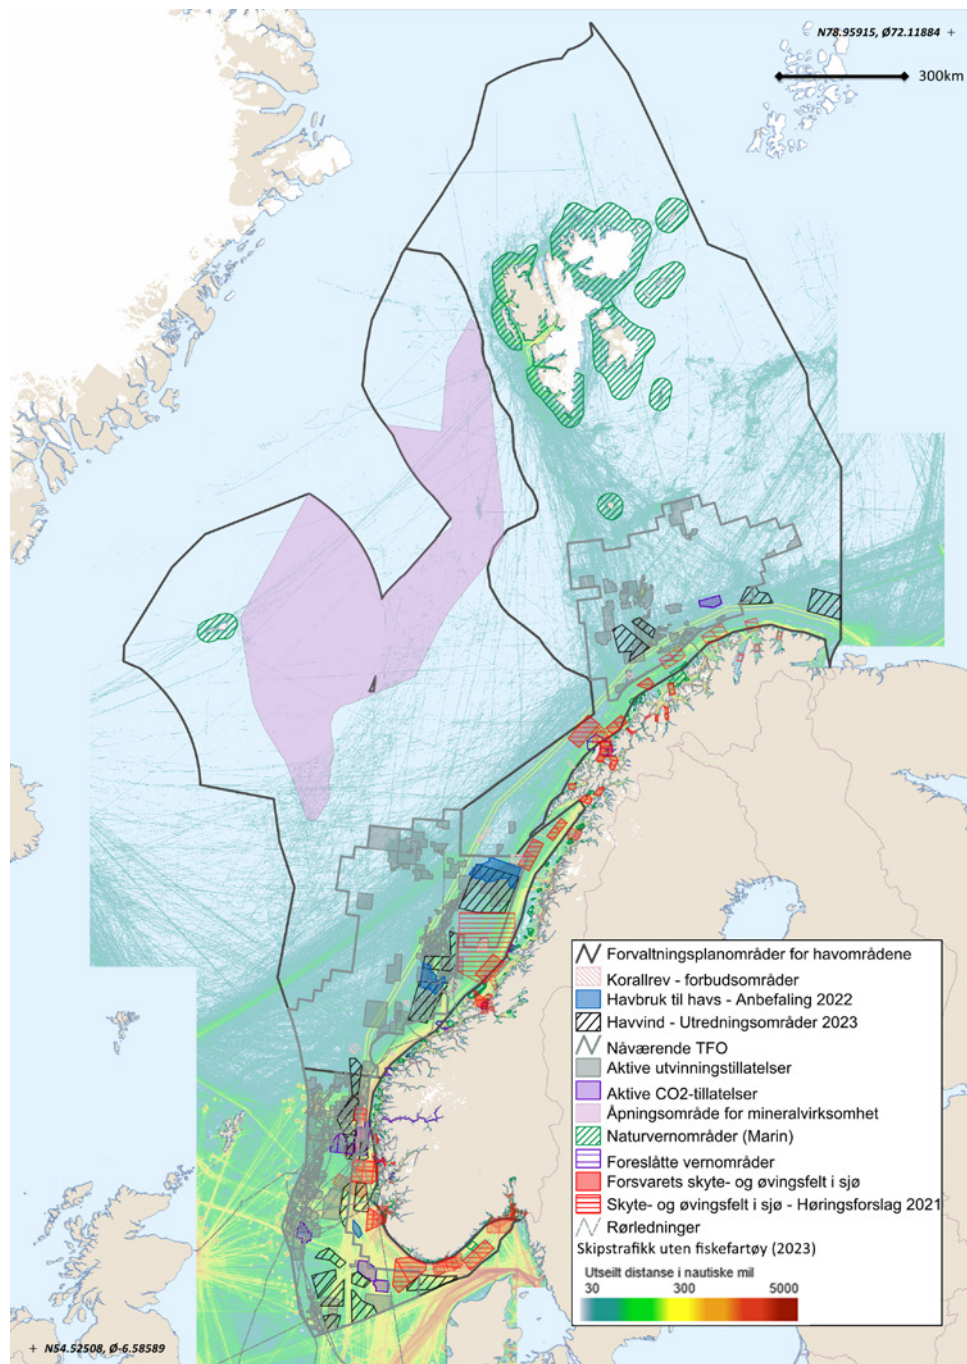 N78.95915, Ø72.11884 +
300km
Forvaltningsplanområder for havområdene
Korallrev - forbudsområder
Havbruk til havs - Anbefaling 2022
Havvind - Utredningsområder 2023
Nåværende TFO
Aktive utvinningstillatelser
Aktive CO2-tillatelser
Åpningsområde for mineralvirksomhet
Naturvernområder (Marin)
Foreslåtte vernområder
Forsvarets skyte- og øvingsfelt i sjø
Skyte- og øvingsfelt i sjø - Høringsforslag 2021
Rørledninger
Skipstrafikk uten fiskefartøy (2023)
Utseilt distanse i nautiske mil
30 300 5000
+ N54.52508, Ø-6.58589